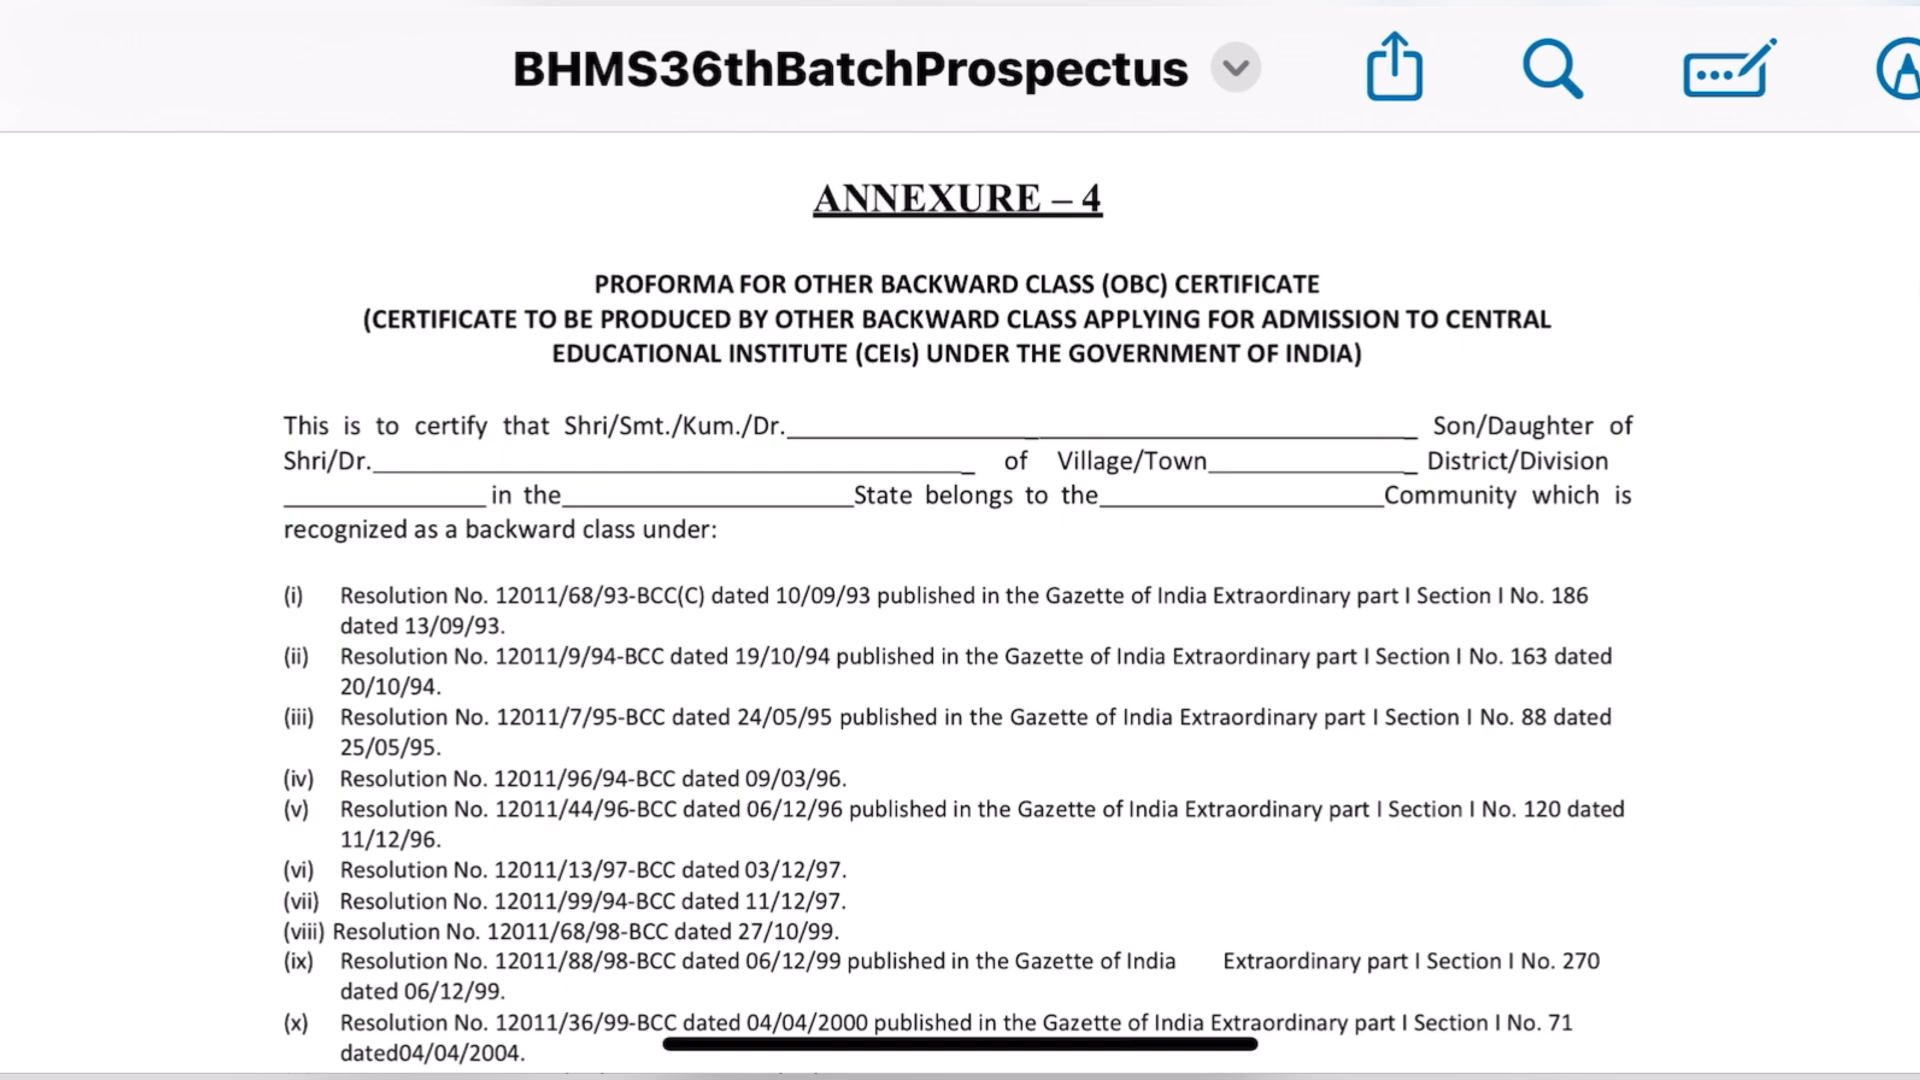 BHMS36thBatchProspectus
ANNEXURE – 4
PROFORMA FOR OTHER BACKWARD CLASS (OBC) CERTIFICATE
(CERTIFICATE TO BE PRODUCED BY OTHER BACKWARD CLASS APPLYING FOR ADMISSION TO CENTRAL
EDUCATIONAL INSTITUTE (CEIs) UNDER THE GOVERNMENT OF INDIA)
This is to certify that Shri/Smt./Kum./Dr.______________________________ Son/Daughter of
Shri/Dr.______________________________ of Village/Town_______________ District/Division
_______________in the_____________________State belongs to the____________________Community which is
recognized as a backward class under:
(i) Resolution No. 12011/68/93-BCC(C) dated 10/09/93 published in the Gazette of India Extraordinary part I Section I No. 186
dated 13/09/93.
(ii) Resolution No. 12011/9/94-BCC dated 19/10/94 published in the Gazette of India Extraordinary part I Section I No. 163 dated
20/10/94.
(iii) Resolution No. 12011/7/95-BCC dated 24/05/95 published in the Gazette of India Extraordinary part I Section I No. 88 dated
25/05/95.
(iv) Resolution No. 12011/96/94-BCC dated 09/03/96.
(v) Resolution No. 12011/44/96-BCC dated 06/12/96 published in the Gazette of India Extraordinary part I Section I No. 120 dated
11/12/96.
(vi) Resolution No. 12011/13/97-BCC dated 03/12/97.
(vii) Resolution No. 12011/99/94-BCC dated 11/12/97.
(viii) Resolution No. 12011/68/98-BCC dated 27/10/99.
(ix) Resolution No. 12011/88/98-BCC dated 06/12/99 published in the Gazette of India Extraordinary part I Section I No. 270
dated 06/12/99.
(x) Resolution No. 12011/36/99-BCC dated 04/04/2000 published in the Gazette of India Extraordinary part I Section I No. 71
dated04/04/2004.